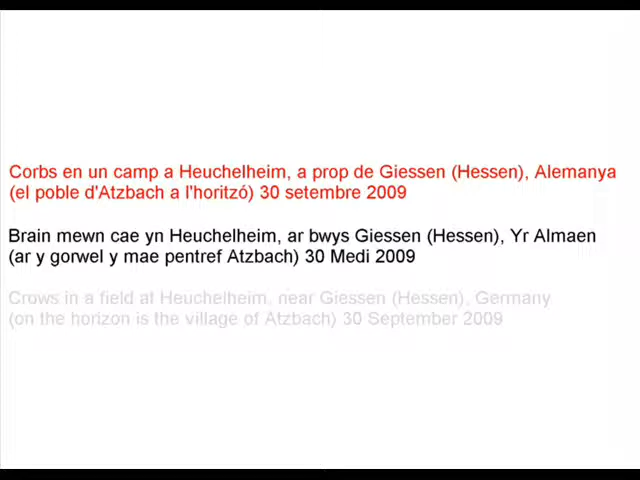 Corbs en un camp a Heuchelheim, a prop de Giessen (Hessen), Alemanya
(el poble d'Atzbach a l'horitzó) 30 setembre 2009
Brain mewn cae yn Heuchelheim, ar bwys Giessen (Hessen), Yr Almaen
(ar y gorwel y mae pentref Atzbach) 30 Medi 2009
Crows in a field at Heuchelheim, near Giessen (Hessen), Germany
(on the horizon is the village of Atzbach) 30 September 2009